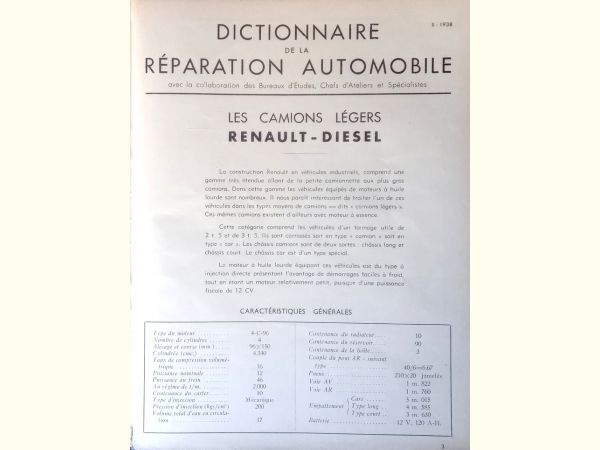 DICTIONNAIRE
II - 1938
DE LA
RÉPARATION AUTOMOBILE
avec la collaboration des Bureaux d'Études, Chefs d'Ateliers et Spécialistes
LES CAMIONS LÉGERS
RENAULT - DIESEL
La construction Renault en véhicules industriels, comprend une
gamme très étendue allant de la petite camionnette aux plus gros
camions. Dans cette gamme les véhicules équipés de moteurs à huile
lourde sont nombreux. Il nous paraît intéressant de traiter l'un de ces
véhicules dans les types moyens de camions — dits « camions légers ».
Ces mêmes camions existent d'ailleurs avec moteur à essence.
Cette catégorie comprend les véhicules d'un tonnage utile de
2 t. 5 et de 3 t. 5. Ils sont carrossés soit en type « camion » soit en
type « car ». Les châssis camions sont de deux sortes : châssis long et
châssis court. Le châssis car est d'un type spécial.
Le moteur à huile lourde équipant ces véhicules est du type à
injection directe présentant l'avantage de démarrages faciles à froid,
tout en étant un moteur relativement petit, puisque d'une puissance
fiscale de 12 CV.
CARACTÉRISTIQUES GÉNÉRALES
Type du moteur 4-C-96
Nombre de cylindres 4
Alésage et course (mm.) 96×150
Cylindrée (cmc.) 4.340
Taux de compression volumé-
trique 16
Puissance nominale 12
Puissance au frein 46
Au régime de t/m. 2.000
Contenance du carter 10
Type d'injection Mécanique
Pression d'injection (kgs/cm²) 200
Volume total d'eau en circula-
tion 17
Contenance du radiateur 10
Contenance du réservoir 90
Contenance de la boîte 3
Couple du pont AR - suivant
type 40/6=6,67
Pneus 210×20 jumelés
Voie AV 1 m. 822
Voie AR 1 m. 760
Empattement { Cars 5 m 015
Type long 4 m. 585
Type court 3 m. 630
Batterie 12 V. 120 A-H.
3